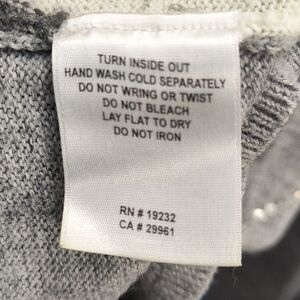 TURN INSIDE OUT
HAND WASH COLD SEPARATELY
DO NOT WRING OR TWIST
DO NOT BLEACH
LAY FLAT TO DRY
DO NOT IRON
RN # 19232
CA # 29961